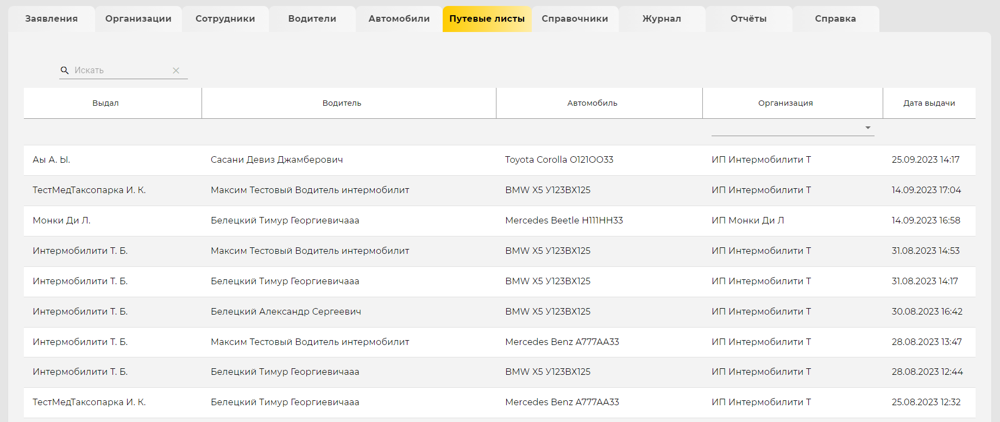 Заявления Организации Сотрудники Водители Автомобили Путевые листы Справочники Журнал Отчёты Справка
Искать
Выдал Водитель Автомобиль Организация Дата выдачи
Аы А. Ы. Сасани Девиз Джамберович Toyota Corolla О121ОО33 ИП Интермобилити Т 25.09.2023 14:17
ТестМедТаксопарка И. К. Максим Тестовый Водитель интермобилит BMW X5 У123ВХ125 ИП Интермобилити Т 14.09.2023 17:04
Монки Ди Л. Белецкий Тимур Георгиевичааа Mercedes Beetle Н111НН33 ИП Монки Ди Л 14.09.2023 16:58
Интермобилити Т. Б. Максим Тестовый Водитель интермобилит BMW X5 У123ВХ125 ИП Интермобилити Т 31.08.2023 14:53
Интермобилити Т. Б. Белецкий Тимур Георгиевичааа BMW X5 У123ВХ125 ИП Интермобилити Т 31.08.2023 14:17
Интермобилити Т. Б. Белецкий Александр Сергеевич BMW X5 У123ВХ125 ИП Интермобилити Т 30.08.2023 16:42
Интермобилити Т. Б. Максим Тестовый Водитель интермобилит Mercedes Benz А777АА33 ИП Интермобилити Т 28.08.2023 13:47
Интермобилити Т. Б. Белецкий Тимур Георгиевичааа BMW X5 У123ВХ125 ИП Интермобилити Т 28.08.2023 12:44
ТестМедТаксопарка И. К. Белецкий Тимур Георгиевичааа Mercedes Benz А777АА33 ИП Интермобилити Т 25.08.2023 12:32